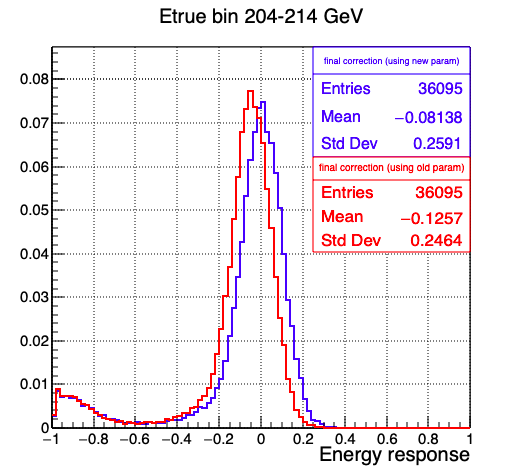 Etrue bin 204-214 GeV
final correction (using new param)
Entries 36095
Mean −0.08138
Std Dev 0.2591
final correction (using old param)
Entries 36095
Mean −0.1257
Std Dev 0.2464
0.08
0.07
0.06
0.05
0.04
0.03
0.02
0.01
0
−1 −0.8 −0.6 −0.4 −0.2 0 0.2 0.4 0.6 0.8 1
Energy response